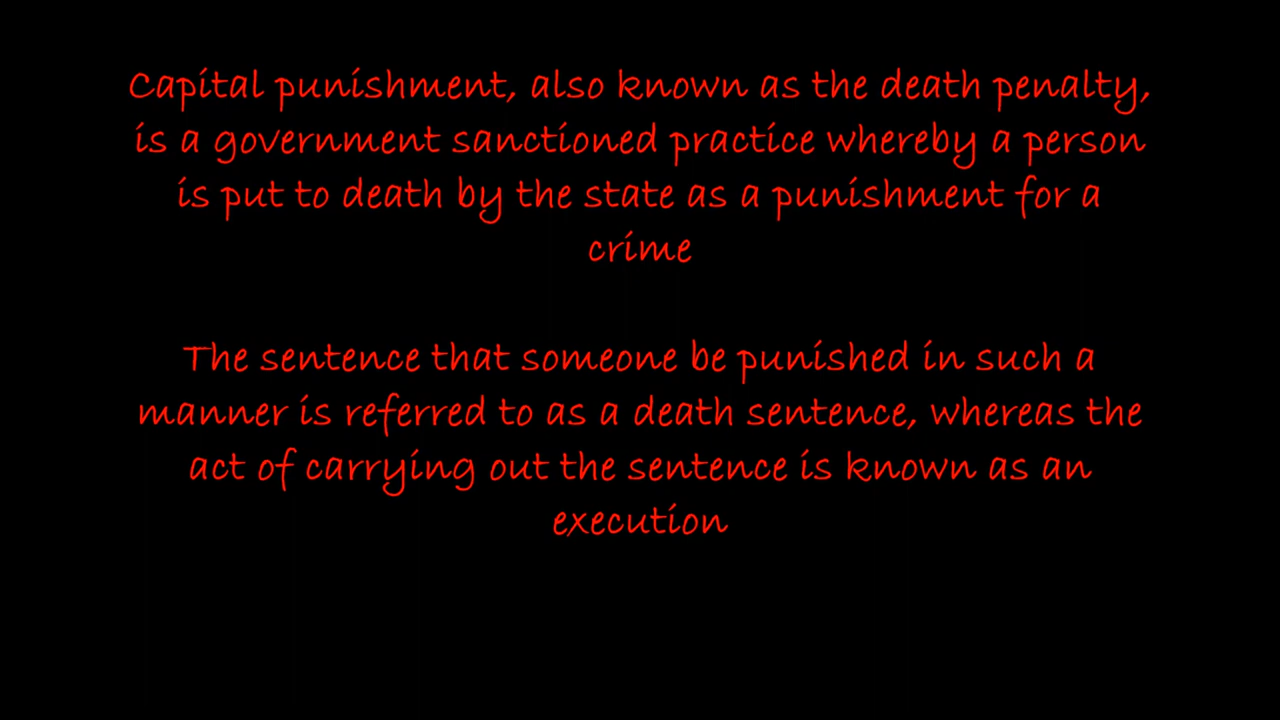 Capital punishment, also known as the death penalty,
is a government sanctioned practice whereby a person
is put to death by the state as a punishment for a
crime
The sentence that someone be punished in such a
manner is referred to as a death sentence, whereas the
act of carrying out the sentence is known as an
execution